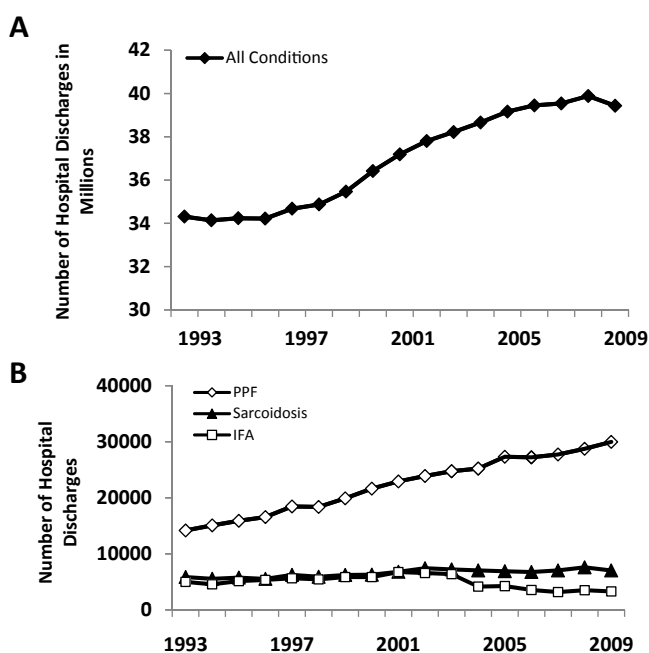 A
Number of Hospital Discharges in
Millions
All Conditions
42
40
38
36
34
32
30
1993 1997 2001 2005 2009
B
Number of Hospital
Discharges
PPF
Sarcoidosis
IFA
40000
30000
20000
10000
0
1993 1997 2001 2005 2009